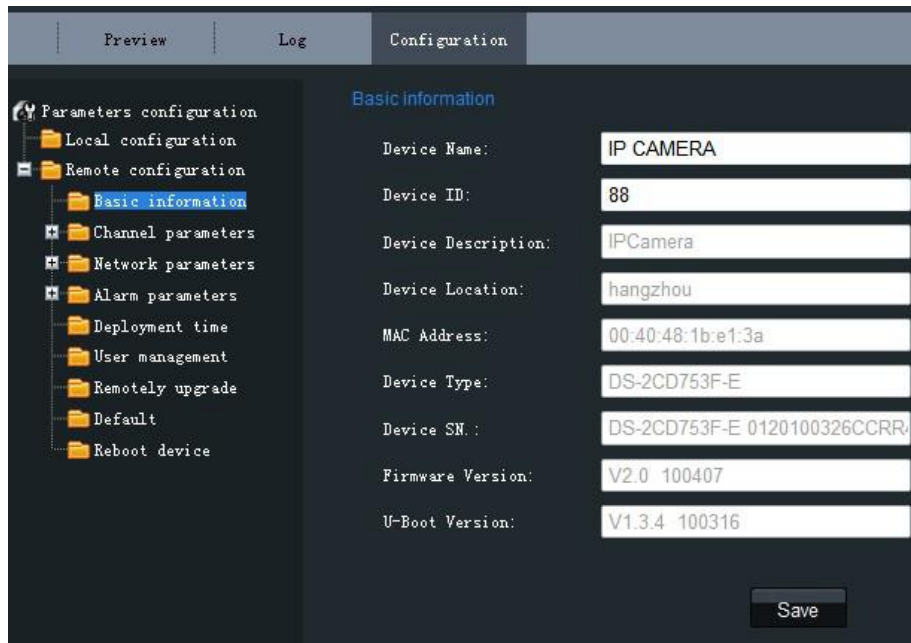 Preview Log Configuration
Parameters configuration
Local configuration
Remote configuration
Basic information
Channel parameters
Network parameters
Alarm parameters
Deployment time
User management
Remotely upgrade
Default
Reboot device
Basic information
Device Name: IP CAMERA
Device ID: 88
Device Description: IPCamera
Device Location: hangzhou
MAC Address: 00:40:48:1b:e1:3a
Device Type: DS-2CD753F-E
Device SN.: DS-2CD753F-E 0120100326CCRR
Firmware Version: V2.0 100407
U-Boot Version: V1.3.4 100316
Save